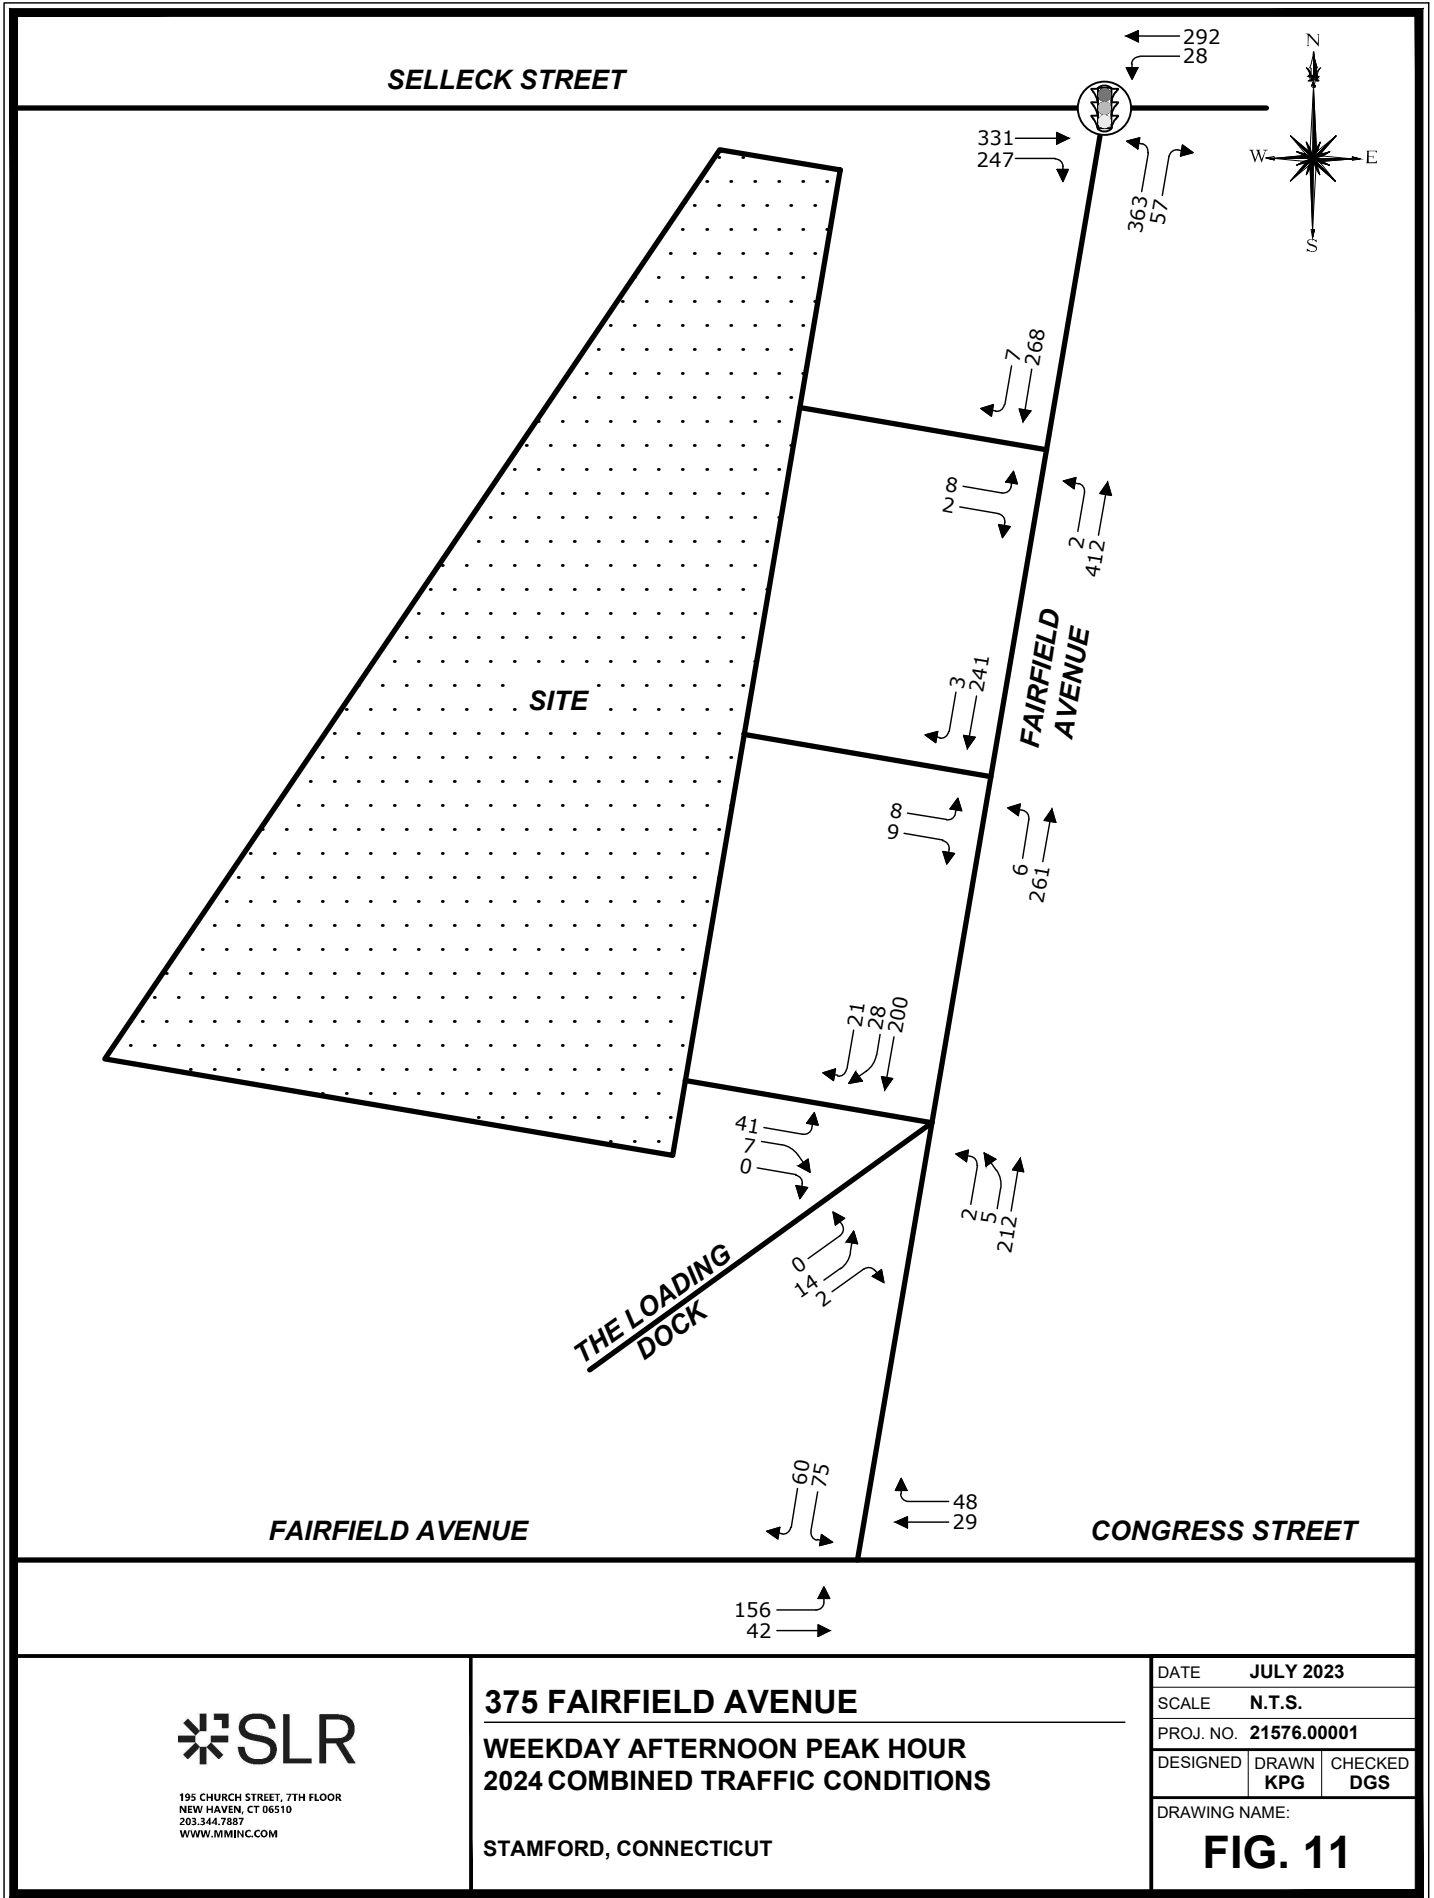 292
28
N
SELLECK STREET
331
247
W
E
363
57
S
7
268
8
2
2
412
FAIRFIELD
AVENUE
3
241
SITE
8
9
6
261
21
28
200
41
7
0
2
5
212
0
14
2
THE LOADING
DOCK
60
75
48
29
FAIRFIELD AVENUE
CONGRESS STREET
156
42
SLR
195 CHURCH STREET, 7TH FLOOR
NEW HAVEN, CT 06510
203.344.7887
WWW.MMINC.COM
375 FAIRFIELD AVENUE
WEEKDAY AFTERNOON PEAK HOUR
2024 COMBINED TRAFFIC CONDITIONS
STAMFORD, CONNECTICUT
DATE JULY 2023
SCALE N.T.S.
PROJ. NO. 21576.00001
DESIGNED DRAWN CHECKED
KPG DGS
DRAWING NAME:
FIG. 11